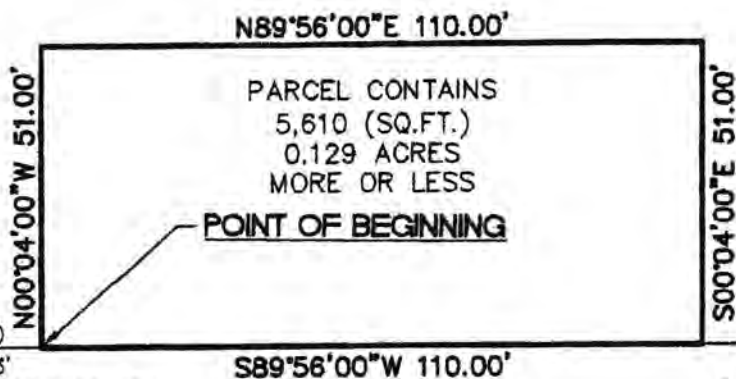 N89°56'00"E 110.00'
N00°04'00"W 51.00'
PARCEL CONTAINS
5,610 (SQ.FT.)
0.129 ACRES
MORE OR LESS
POINT OF BEGINNING
S00°04'00"E 51.00'
S89°56'00"W 110.00'